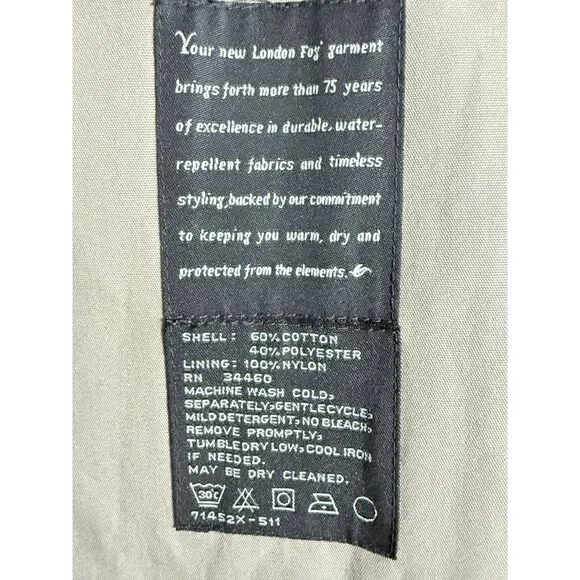 Your new London Fog® garment
brings forth more than 75 years
of excellence in durable, water-
repellent fabrics and timeless
styling, backed by our commitment
to keeping you warm, dry and
protected from the elements.
SHELL: 60% COTTON
40% POLYESTER
LINING: 100% NYLON
RN 34460
MACHINE WASH COLD,
SEPARATELY, GENTLE CYCLE,
MILD DETERGENT, NO BLEACH,
REMOVE PROMPTLY,
TUMBLE DRY LOW, COOL IRON
IF NEEDED.
MAY BE DRY CLEANED.
30°C
71452X-511